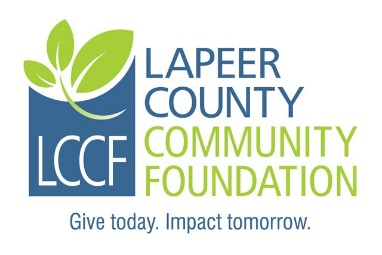 LAPEER
COUNTY
LCCF COMMUNITY
FOUNDATION
Give today. Impact tomorrow.